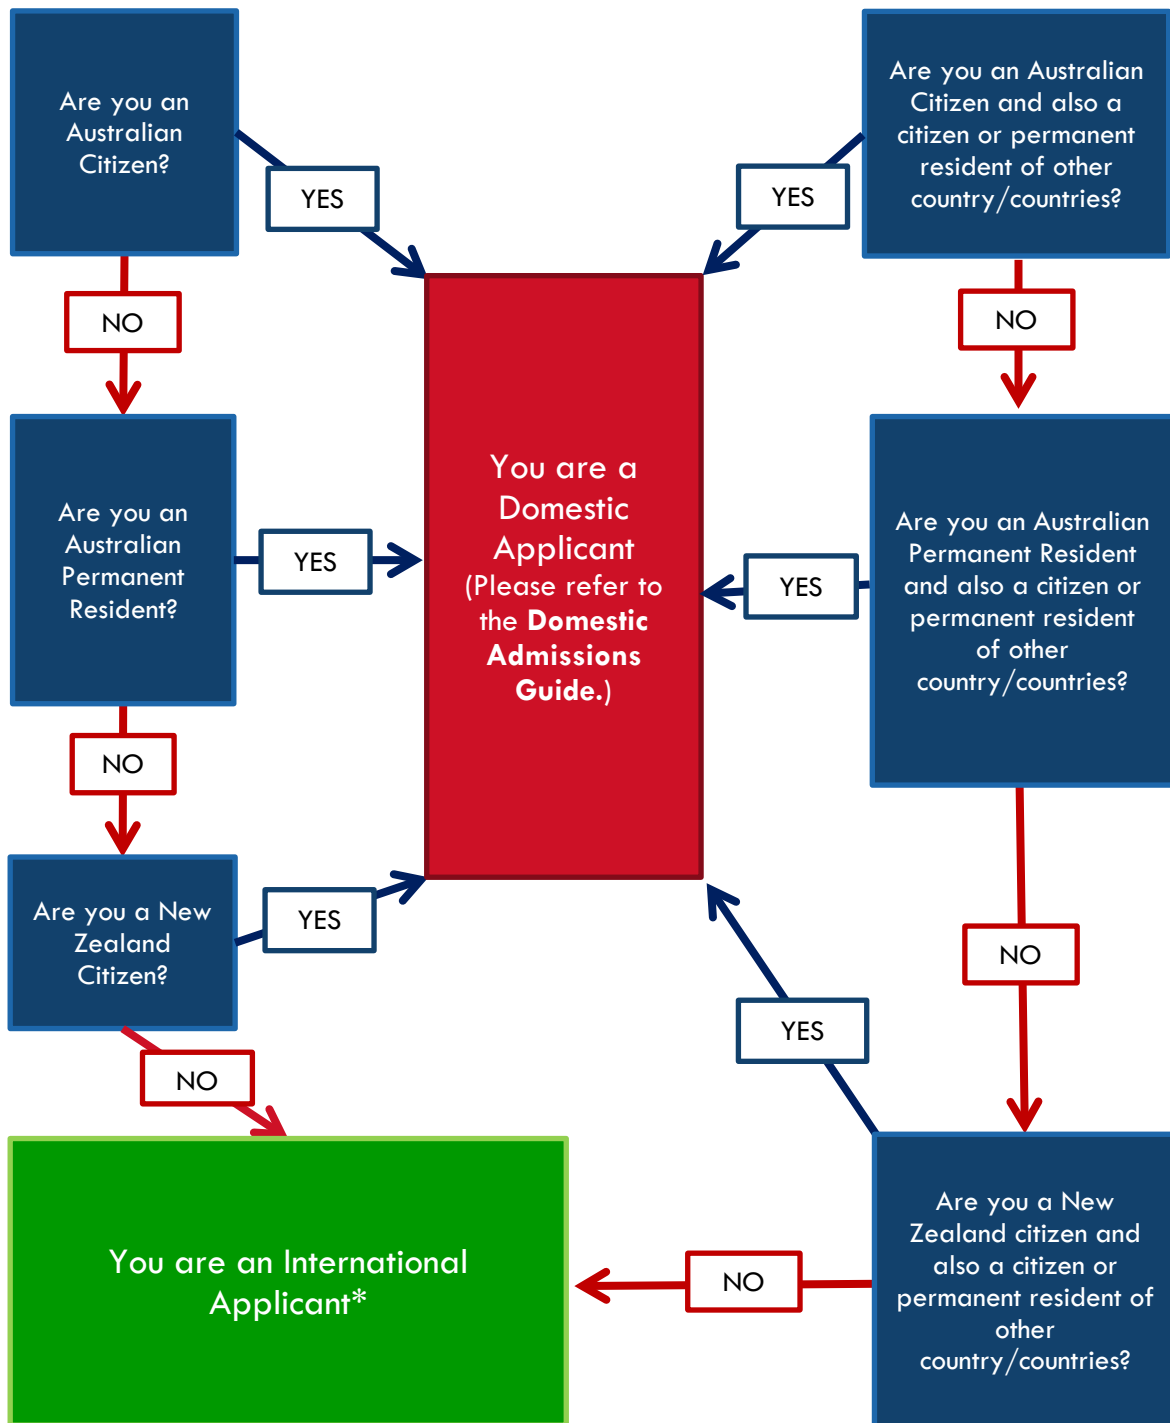 Are you an
Australian
Citizen?
YES
NO
Are you an
Australian
Permanent
Resident?
YES
NO
Are you a New
Zealand
Citizen?
YES
NO
You are a
Domestic
Applicant
(Please refer to
the Domestic
Admissions
Guide.)
Are you an Australian
Citizen and also a
citizen or permanent
resident of other
country/countries?
YES
NO
Are you an Australian
Permanent Resident
and also a citizen or
permanent resident
of other
country/countries?
YES
NO
Are you a New
Zealand citizen and
also a citizen or
permanent resident of
other
country/countries?
YES
NO
You are an International
Applicant*